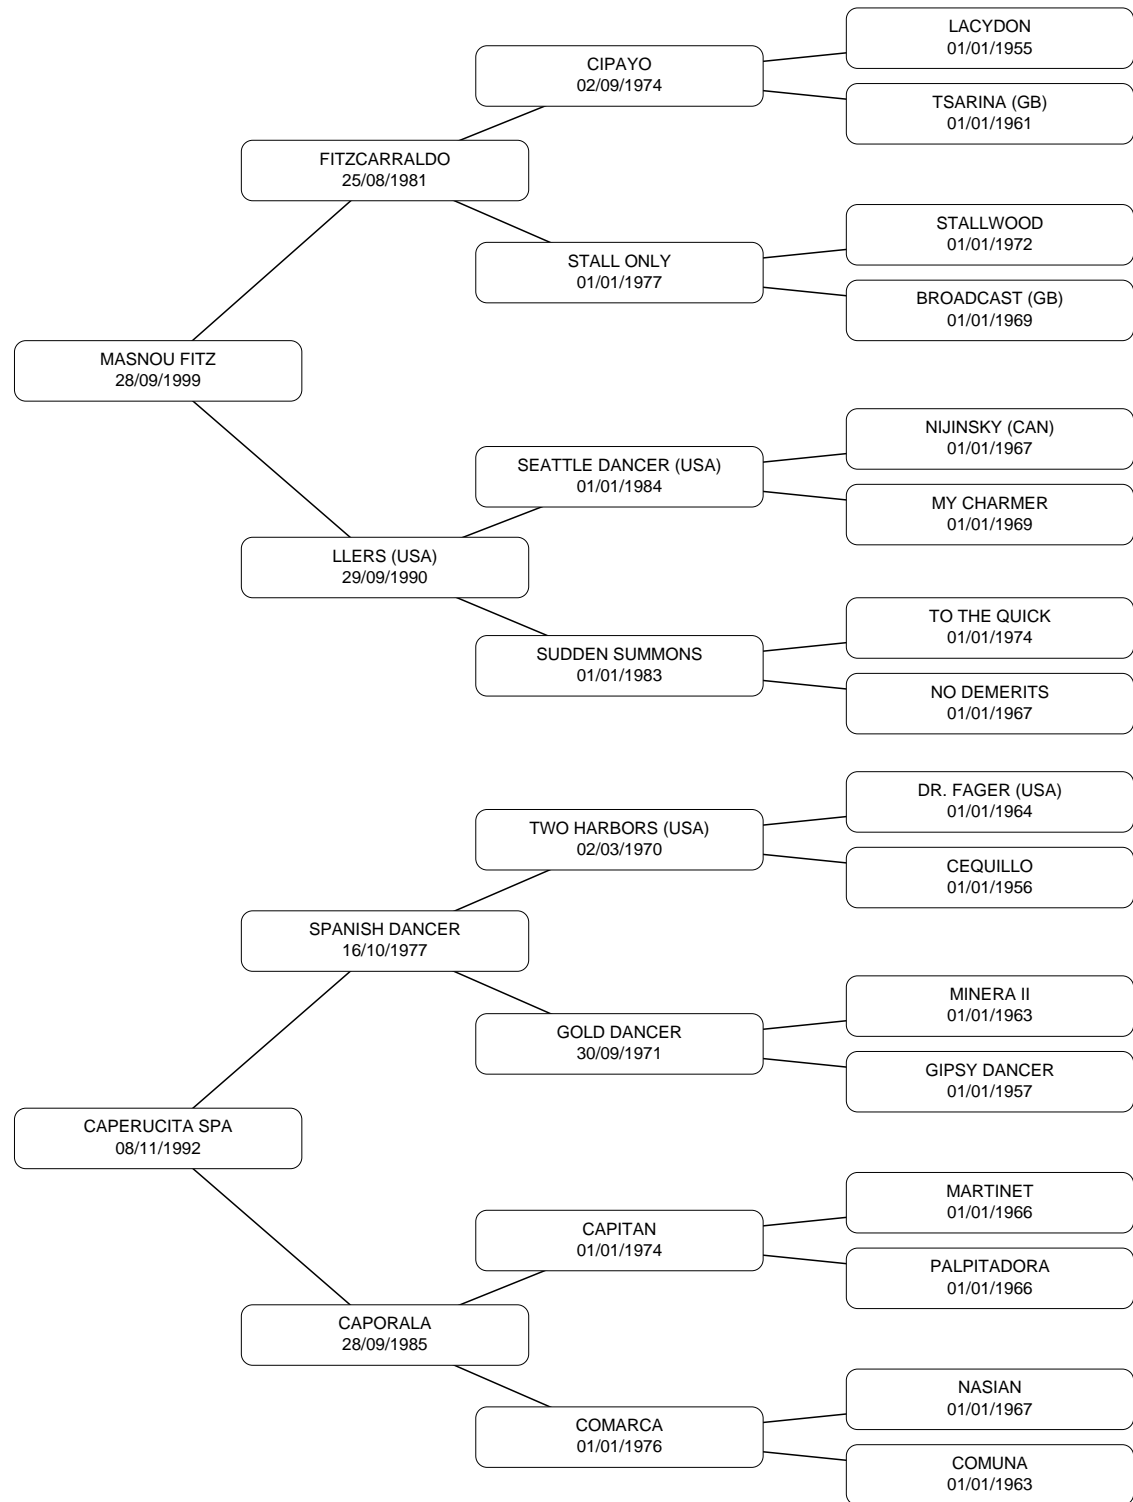 LACYDON
01/01/1955
CIPAYO
02/09/1974
TSARINA (GB)
01/01/1961
FITZCARRALDO
25/08/1981
STALLWOOD
01/01/1972
STALL ONLY
01/01/1977
BROADCAST (GB)
01/01/1969
MASNOU FITZ
28/09/1999
NIJINSKY (CAN)
01/01/1967
SEATTLE DANCER (USA)
01/01/1984
MY CHARMER
01/01/1969
LLERS (USA)
29/09/1990
TO THE QUICK
01/01/1974
SUDDEN SUMMONS
01/01/1983
NO DEMERITS
01/01/1967
DR. FAGER (USA)
01/01/1964
TWO HARBORS (USA)
02/03/1970
CEQUILLO
01/01/1956
SPANISH DANCER
16/10/1977
MINERA II
01/01/1963
GOLD DANCER
30/09/1971
GIPSY DANCER
01/01/1957
CAPERUCITA SPA
08/11/1992
MARTINET
01/01/1966
CAPITAN
01/01/1974
PALPITADORA
01/01/1966
CAPORALA
28/09/1985
NASIAN
01/01/1967
COMARCA
01/01/1976
COMUNA
01/01/1963